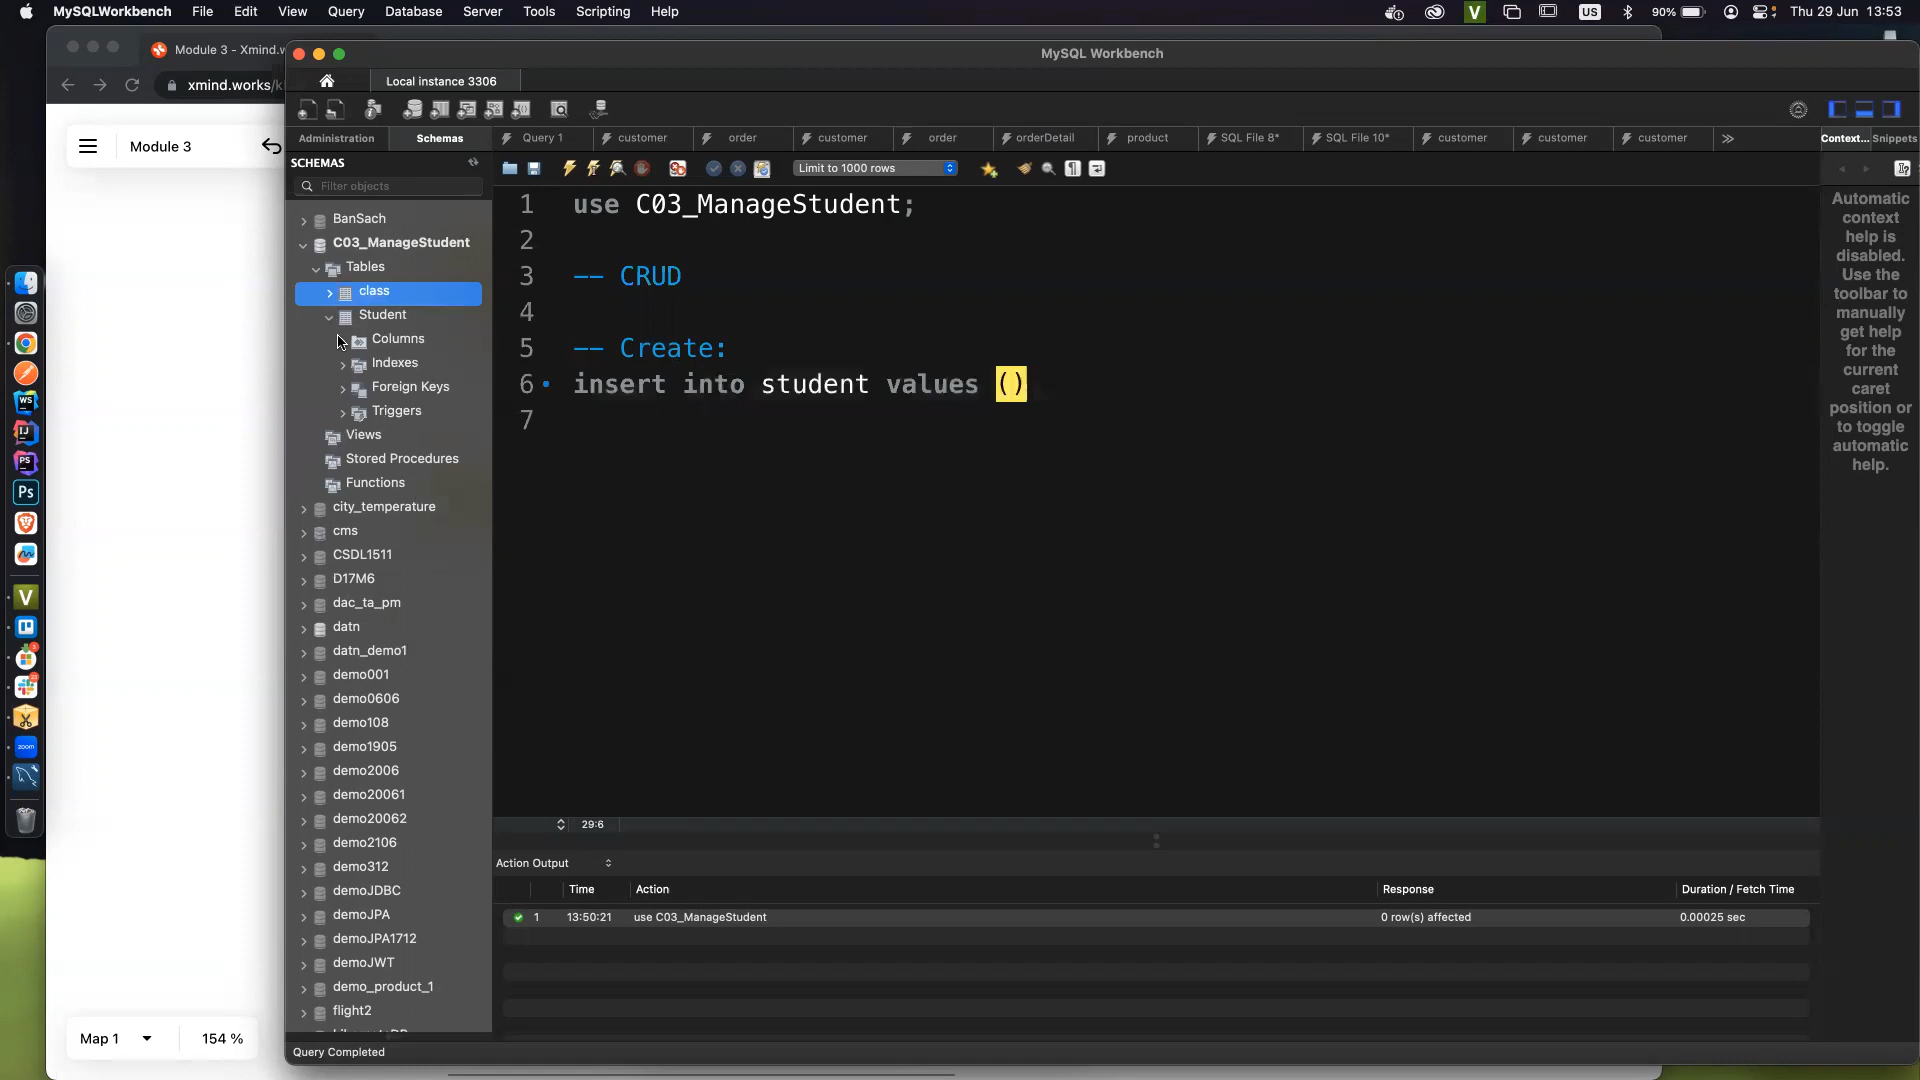 MySQLWorkbench File Edit View Query Database Server Tools Scripting Help
V US 90% Thu 29 Jun 13:53
Module 3 - Xmind.w
MySQL Workbench
xmind.works/k
Local instance 3306
Module 3
Administration Schemas Query 1 customer order customer order orderDetail product SQL File 8* SQL File 10* customer customer customer Context... Snippets
SCHEMAS
Filter objects
Limit to 1000 rows
BanSach
C03_ManageStudent
Tables
class
Student
Columns
Indexes
Foreign Keys
Triggers
Views
Stored Procedures
Functions
city_temperature
cms
CSDL1511
D17M6
dac_ta_pm
datn
datn_demo1
demo001
demo0606
demo108
demo1905
demo2006
demo20061
demo20062
demo2106
demo312
demoJDBC
demoJPA
demoJPA1712
demoJWT
demo_product_1
flight2
1 use C03_ManageStudent;
2
3 -- CRUD
4
5 -- Create:
6 insert into student values ()
7
Automatic
context
help is
disabled.
Use the
toolbar to
manually
get help
for the
current
caret
position or
to toggle
automatic
help.
29:6
Action Output
Time Action Response Duration / Fetch Time
1 13:50:21 use C03_ManageStudent 0 row(s) affected 0.00025 sec
Query Completed
Map 1 154 %
WS
IJ
PS
Ps
V
zoom